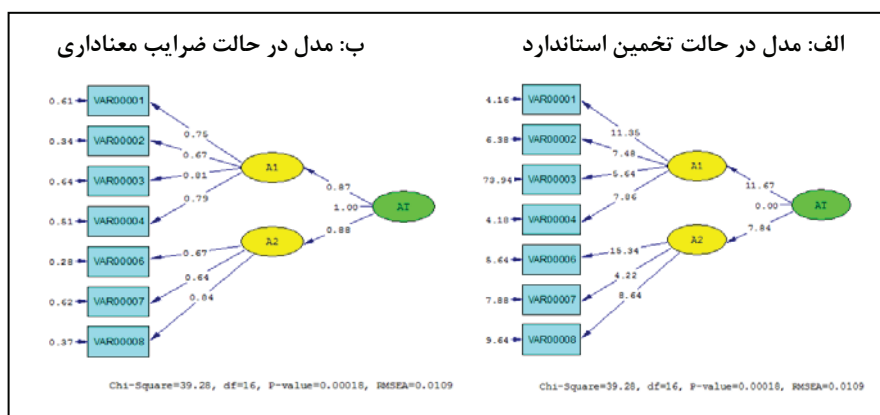 الف: مدل در حالت تخمین استاندارد
4.16 VAR00001
6.38 VAR00002
73.94 VAR00003
4.18 VAR00004
5.64 VAR00006
7.88 VAR00007
9.64 VAR00008
11.35
7.48
5.64
7.86
15.34
4.22
8.64
A1
A2
11.67
0.00
7.84
AT
Chi-Square=39.28, df=16, P-value=0.00018, RMSEA=0.0109
ب: مدل در حالت ضرایب معناداری
0.61 VAR00001
0.34 VAR00002
0.64 VAR00003
0.51 VAR00004
0.28 VAR00006
0.62 VAR00007
0.37 VAR00008
0.75
0.67
0.81
0.79
0.67
0.64
0.84
A1
A2
0.87
1.00
0.88
AT
Chi-Square=39.28, df=16, P-value=0.00018, RMSEA=0.0109